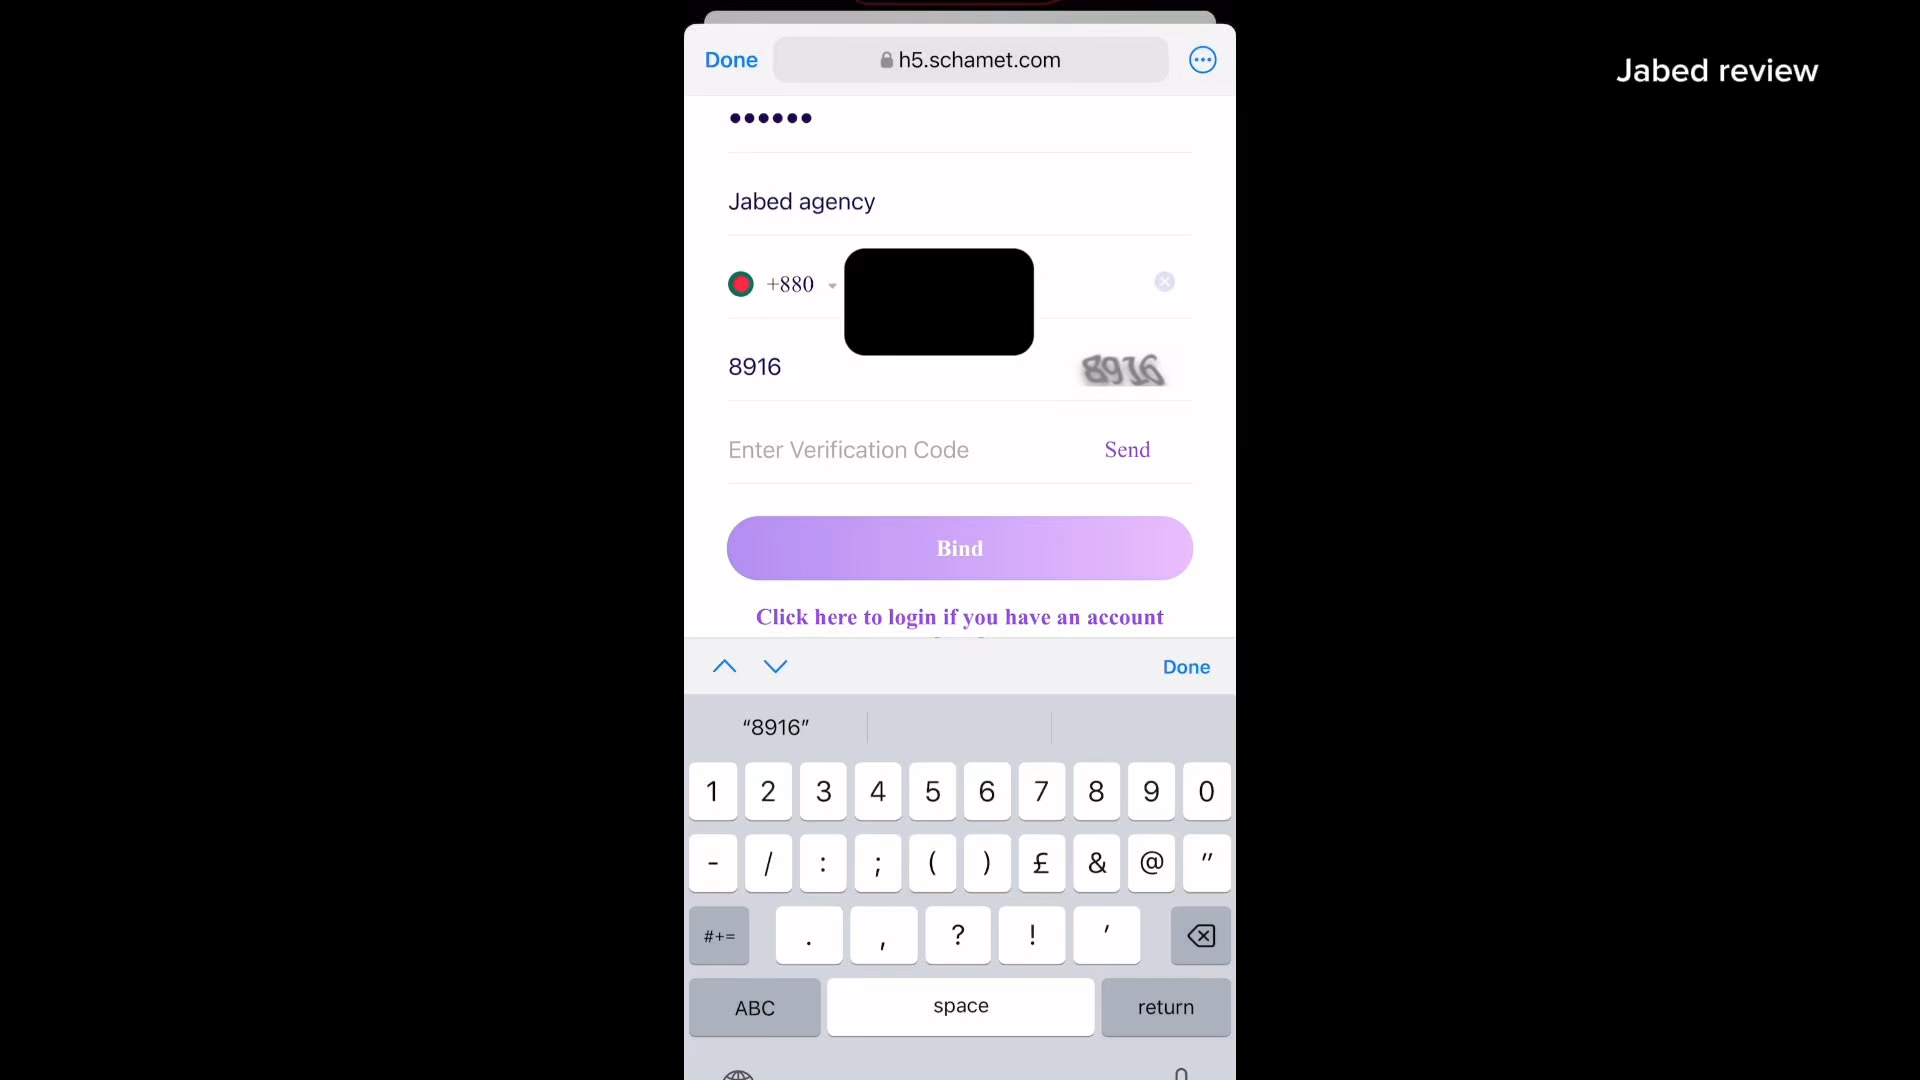 Done
h5.schamet.com
Jabed review
••••••
Jabed agency
+880
8916
8916
Enter Verification Code
Send
Bind
Click here to login if you have an account
Done
“8916”
1 2 3 4 5 6 7 8 9 0
- / : ; ( ) £ & @ "
#+= . , ? ! '
ABC space return